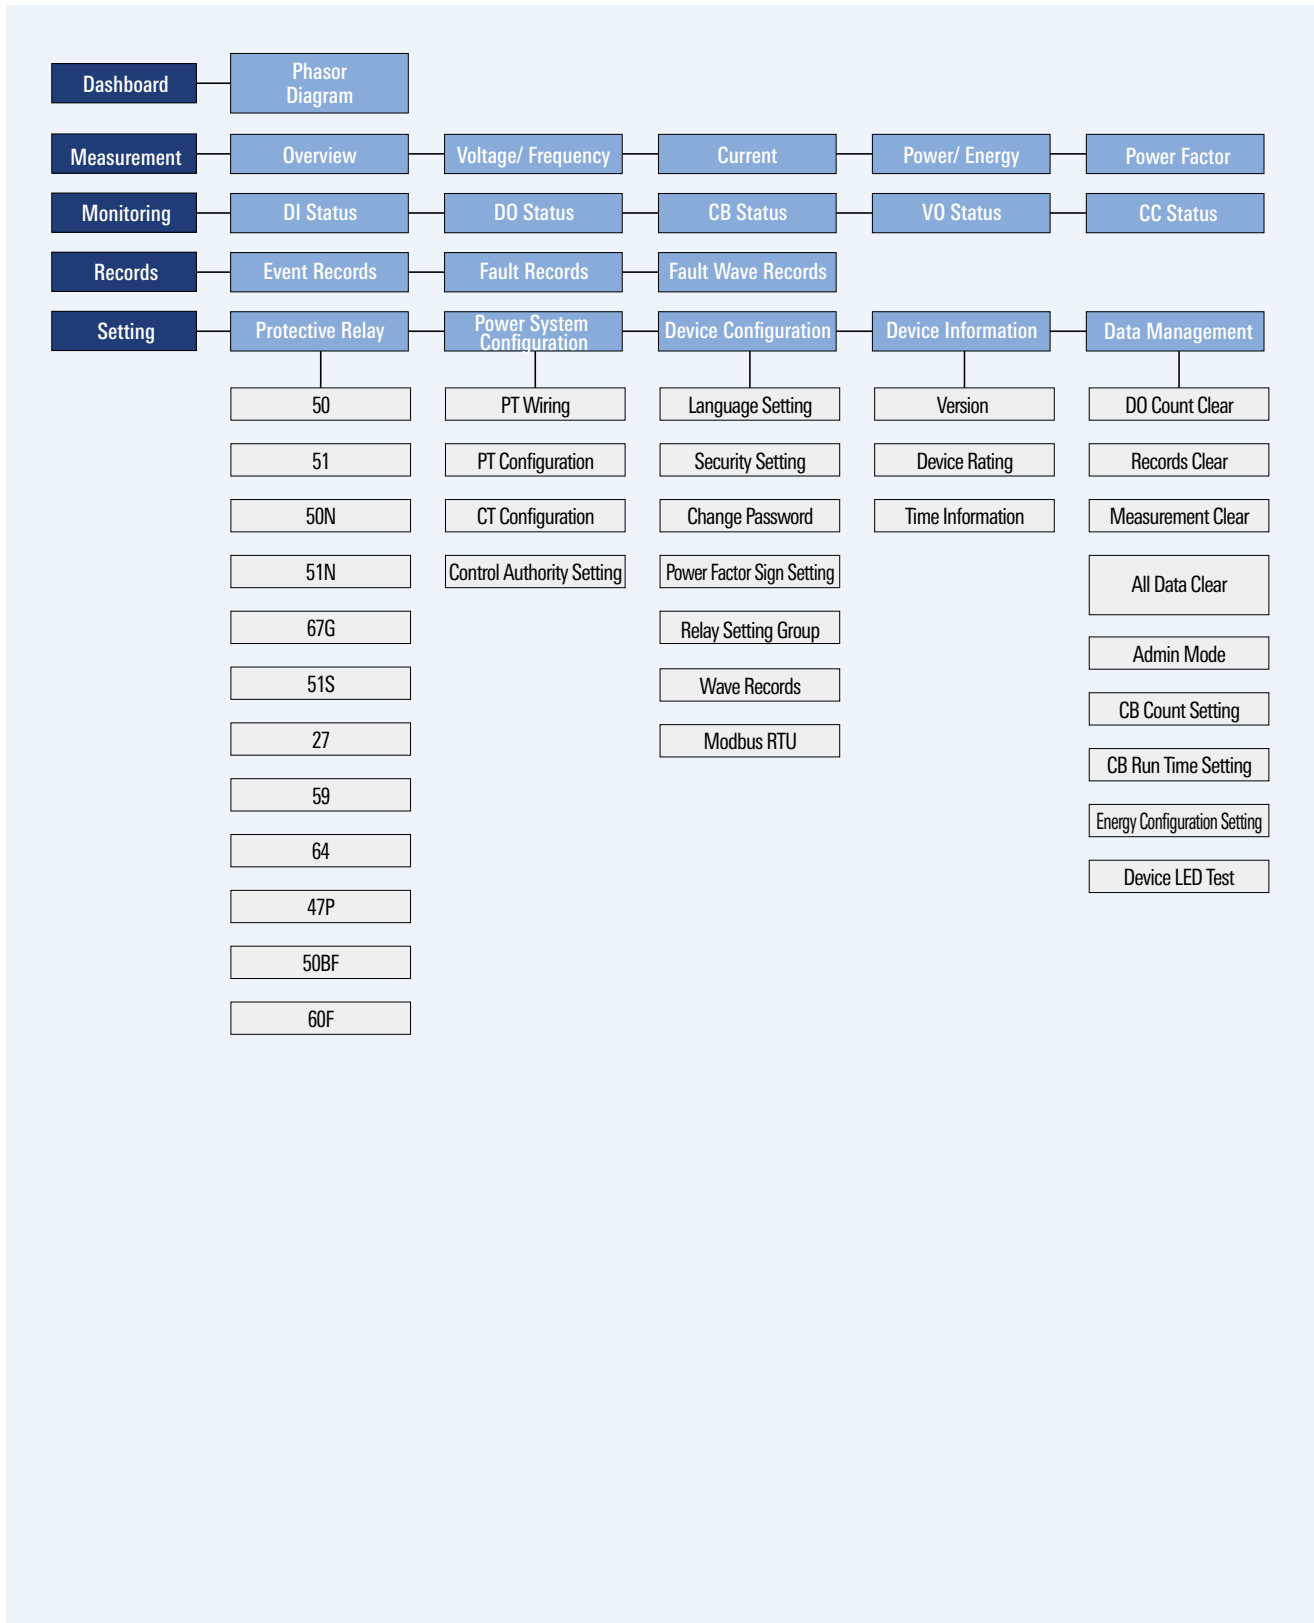 Dashboard
Phasor
Diagram
Measurement
Overview
Voltage/ Frequency
Current
Power/ Energy
Power Factor
Monitoring
DI Status
DO Status
CB Status
VO Status
CC Status
Records
Event Records
Fault Records
Fault Wave Records
Setting
Protective Relay
Power System
Configuration
Device Configuration
Device Information
Data Management
50
51
50N
51N
67G
51S
27
59
64
47P
50BF
60F
PT Wiring
PT Configuration
CT Configuration
Control Authority Setting
Language Setting
Security Setting
Change Password
Power Factor Sign Setting
Relay Setting Group
Wave Records
Modbus RTU
Version
Device Rating
Time Information
DO Count Clear
Records Clear
Measurement Clear
All Data Clear
Admin Mode
CB Count Setting
CB Run Time Setting
Energy Configuration Setting
Device LED Test